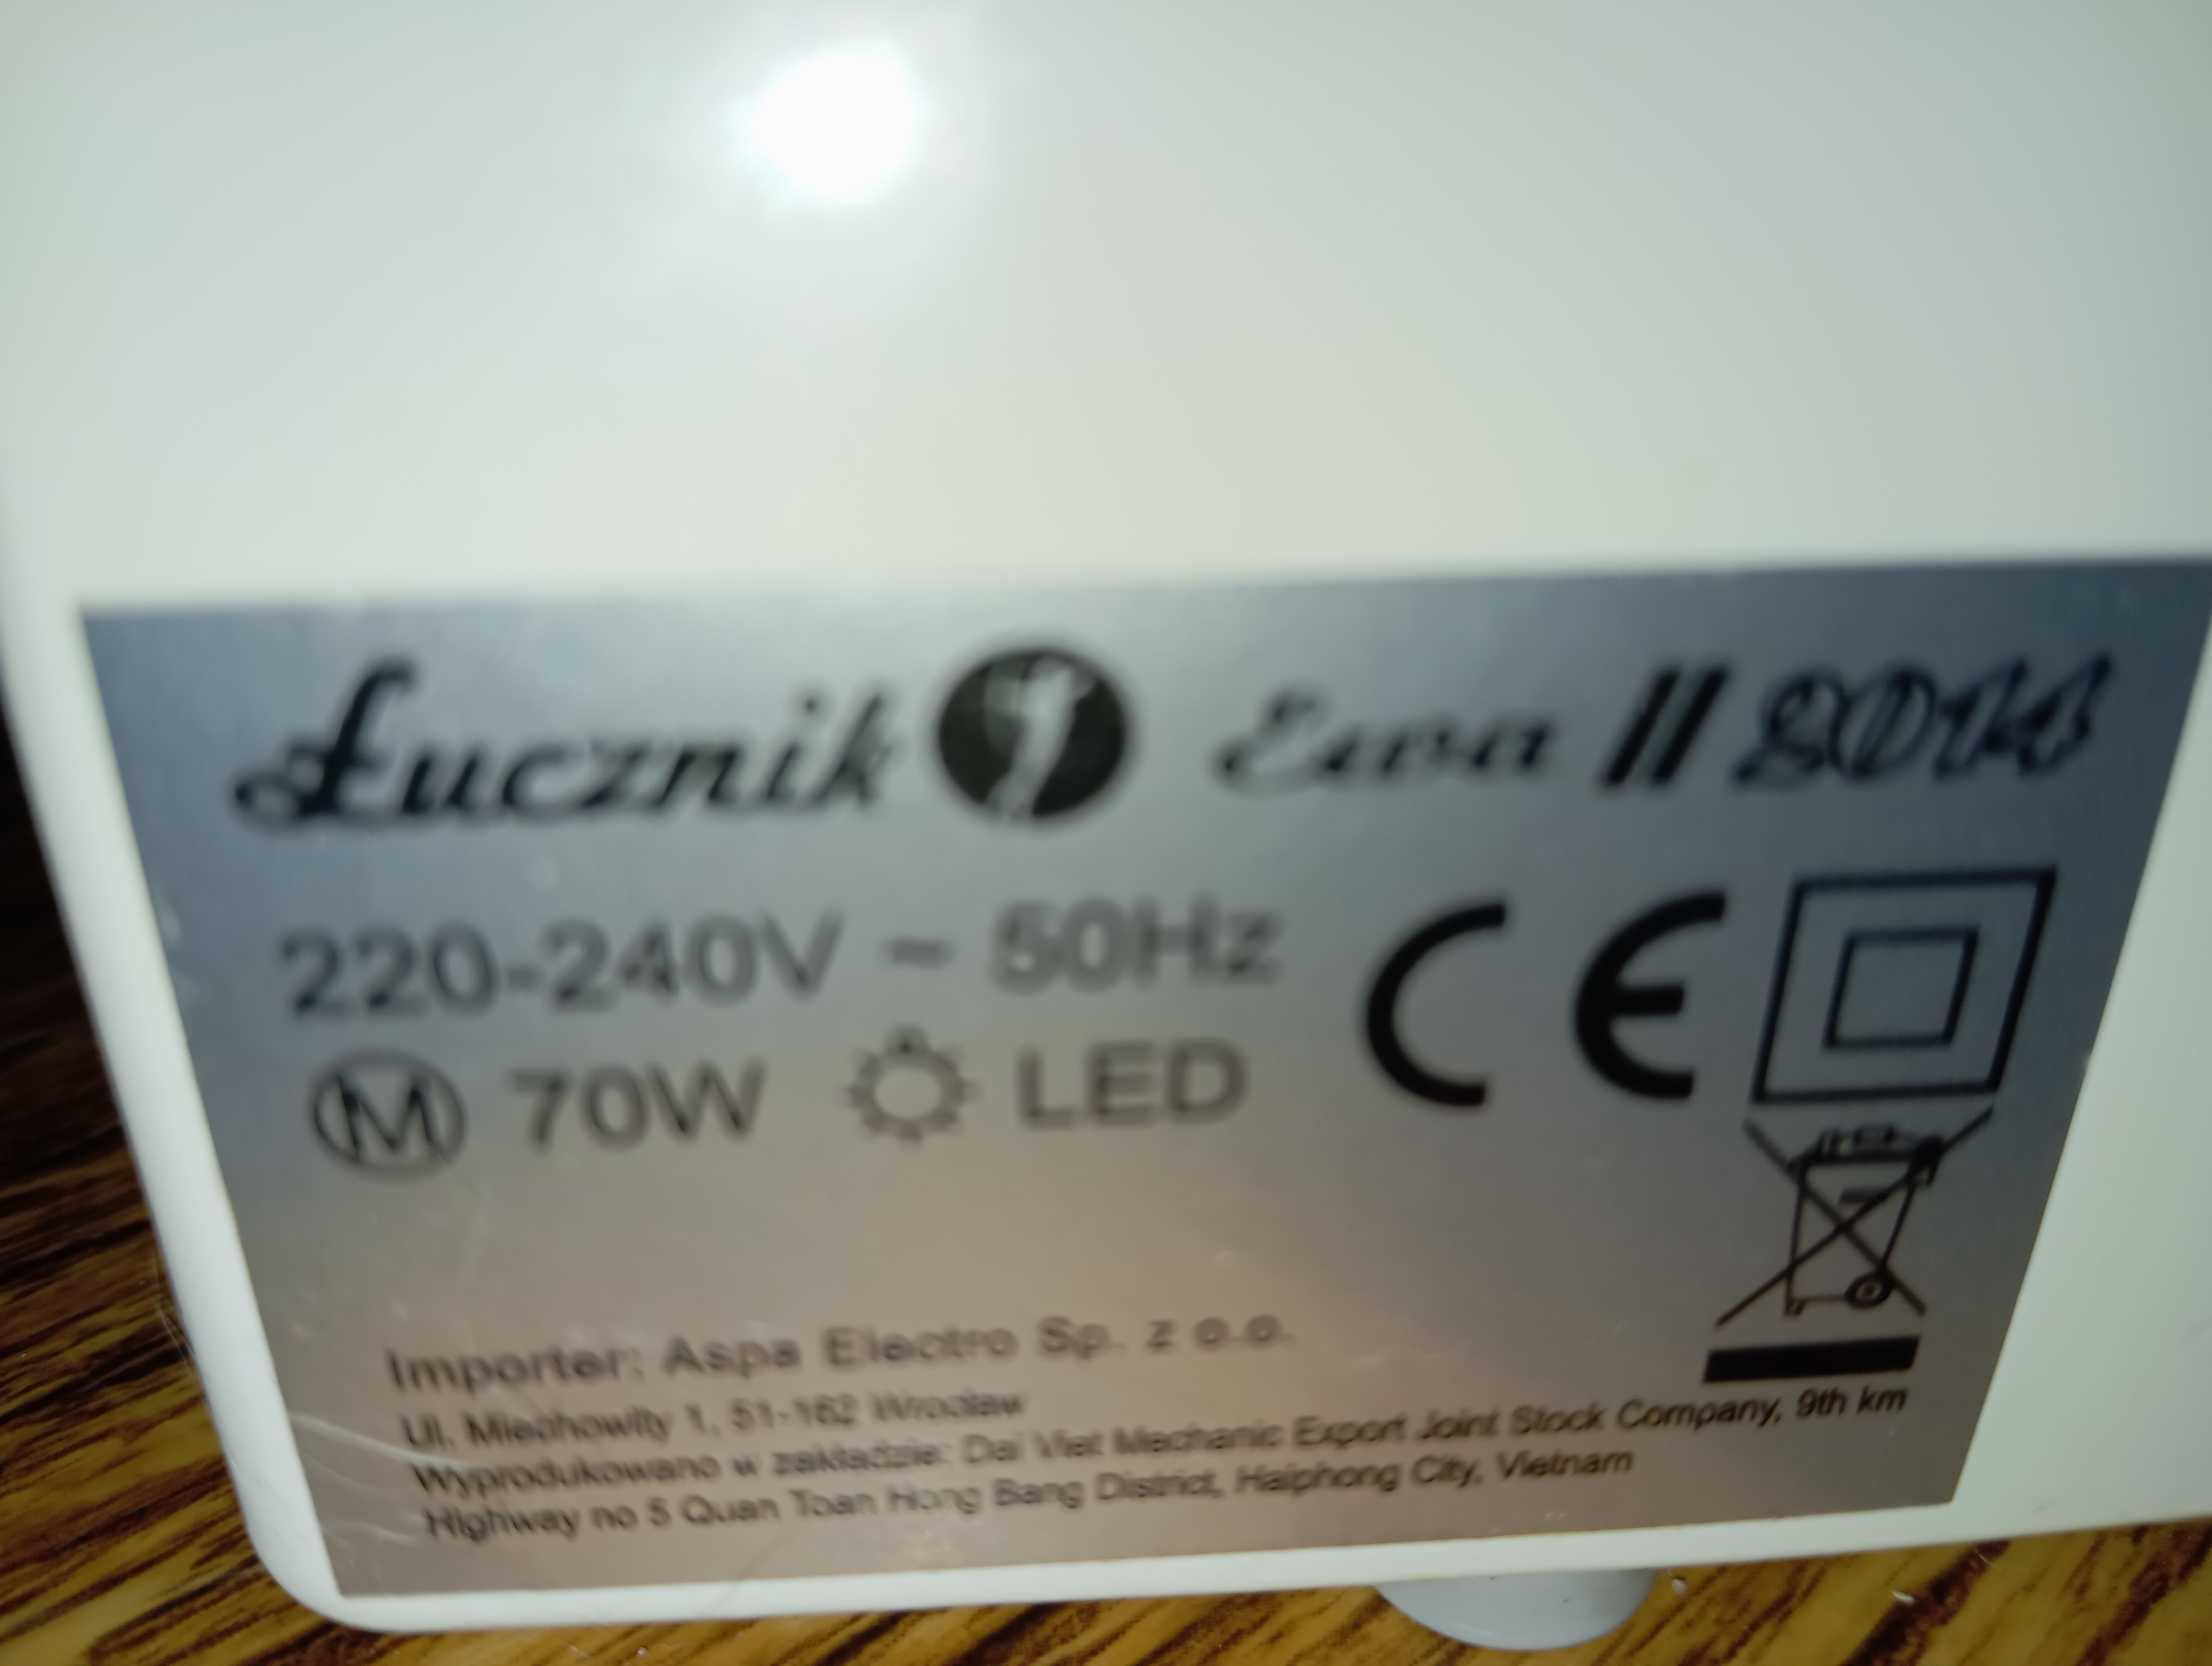 Łucznik Ewa II 2014
220-240V ~ 50Hz
CE
M 70W LED
Importer: Aspa Electro Sp. z o.o.
Ul. Miechowity 1, 51-162 Wrocław
Wyprodukowano w zakładzie: Dai Viet Mechanic Export Joint Stock Company, 9th km
Highway no 5 Quan Toan Hong Bang District, Haiphong City, Vietnam